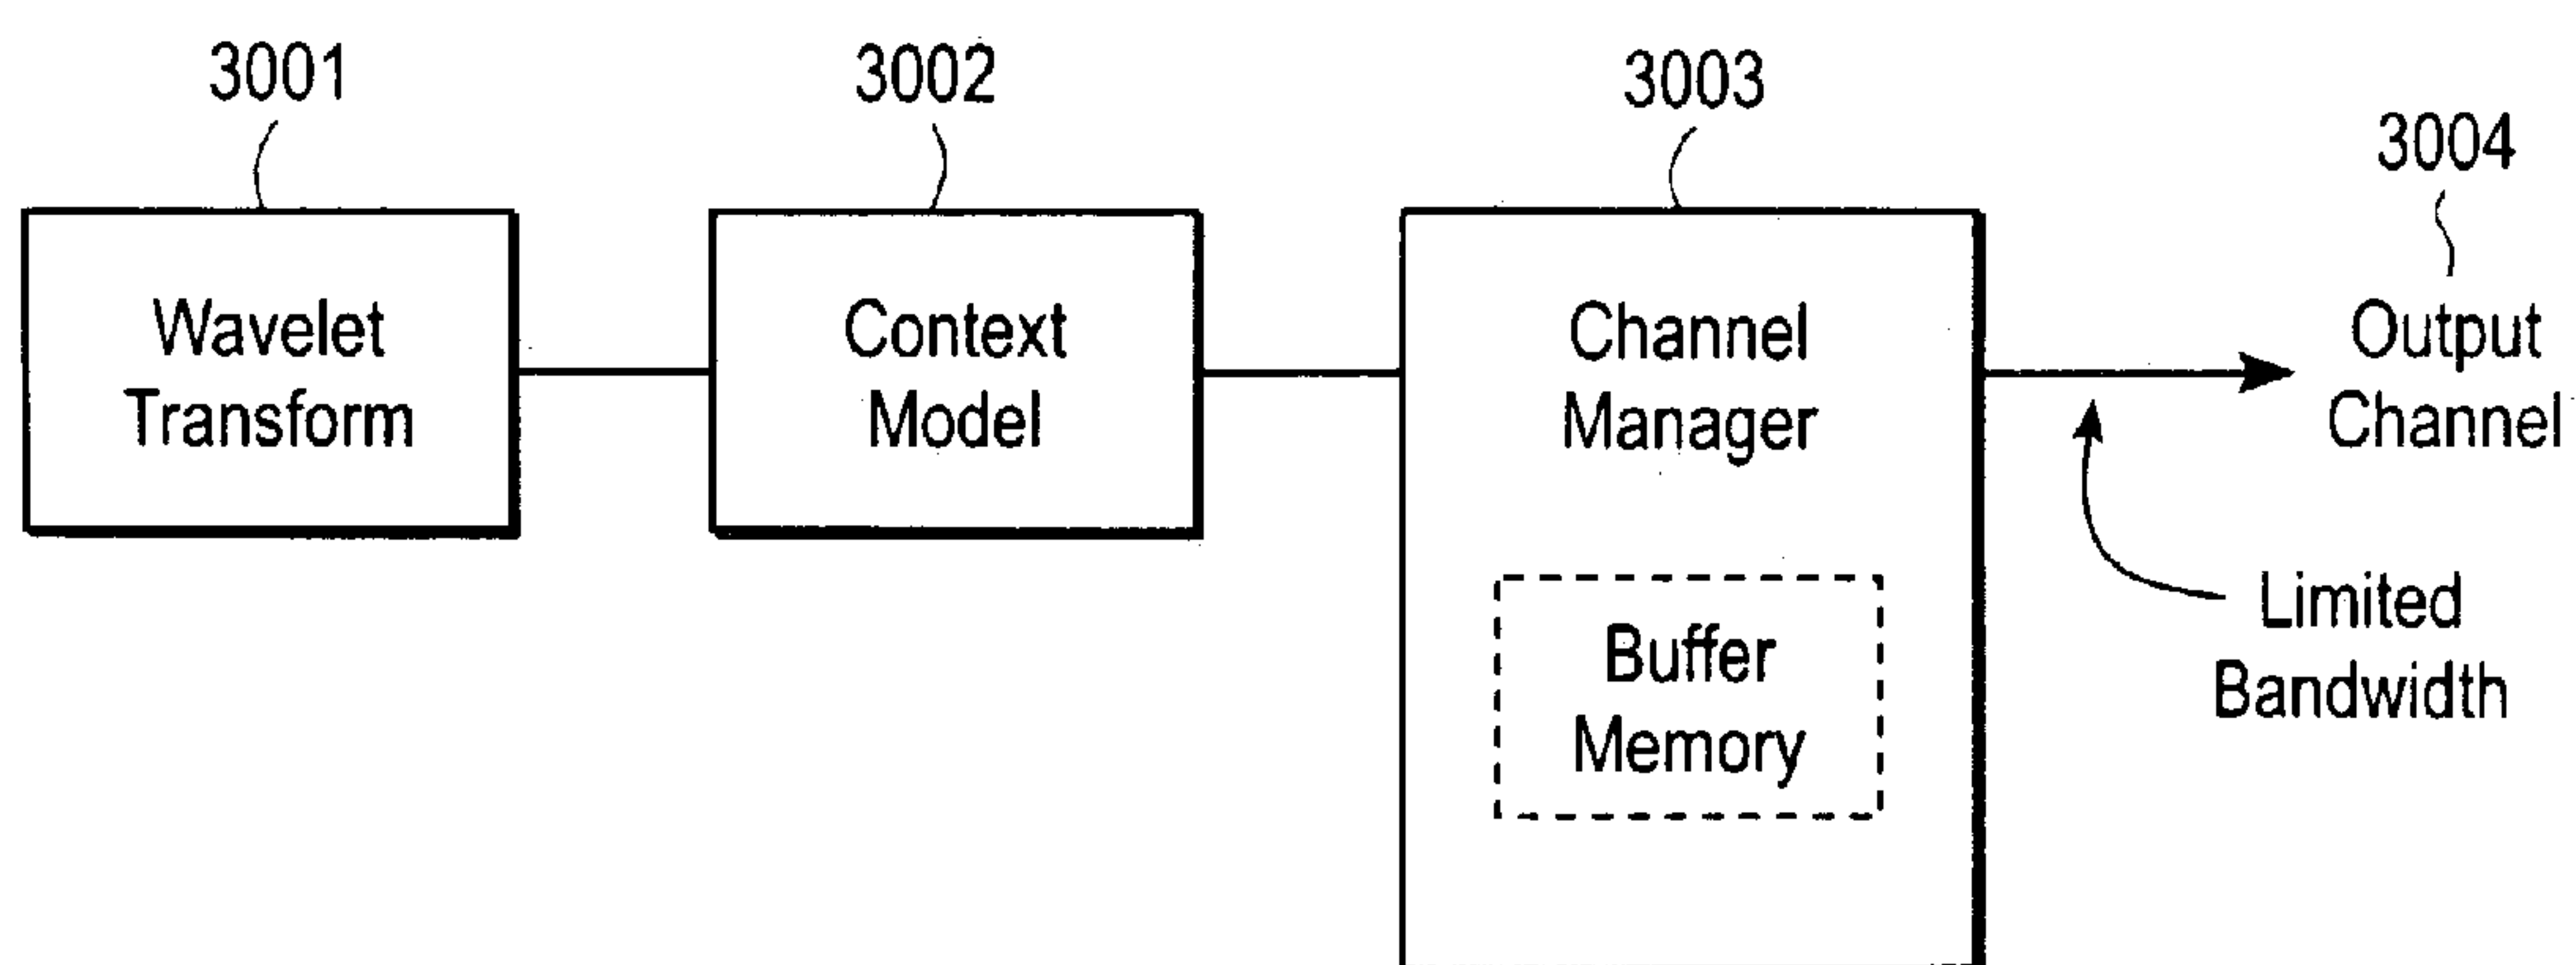 3001
3002
3003
3004
Wavelet
Transform
Context
Model
Channel
Manager
Output
Channel
Buffer
Memory
Limited
Bandwidth